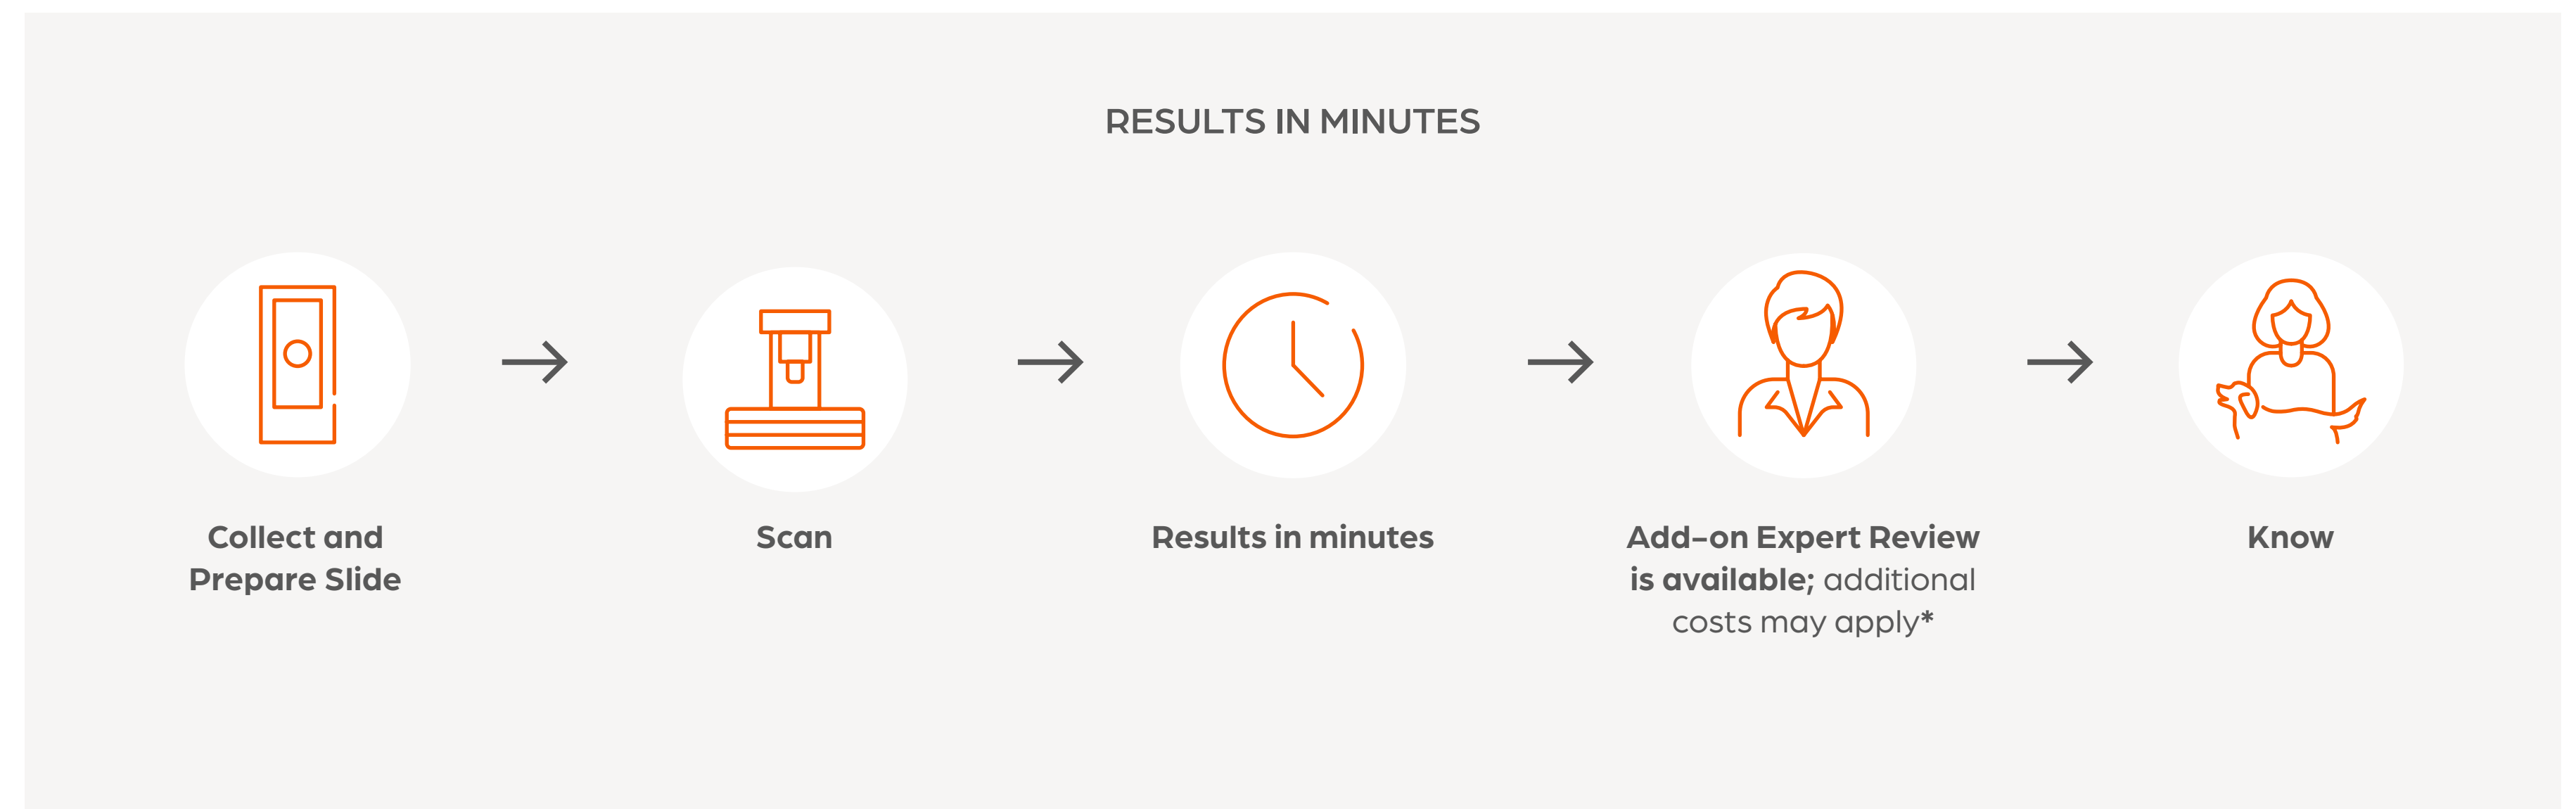 RESULTS IN MINUTES
Collect and
Prepare Slide
Scan
Results in minutes
Add-on Expert Review
is available; additional
costs may apply*
Know